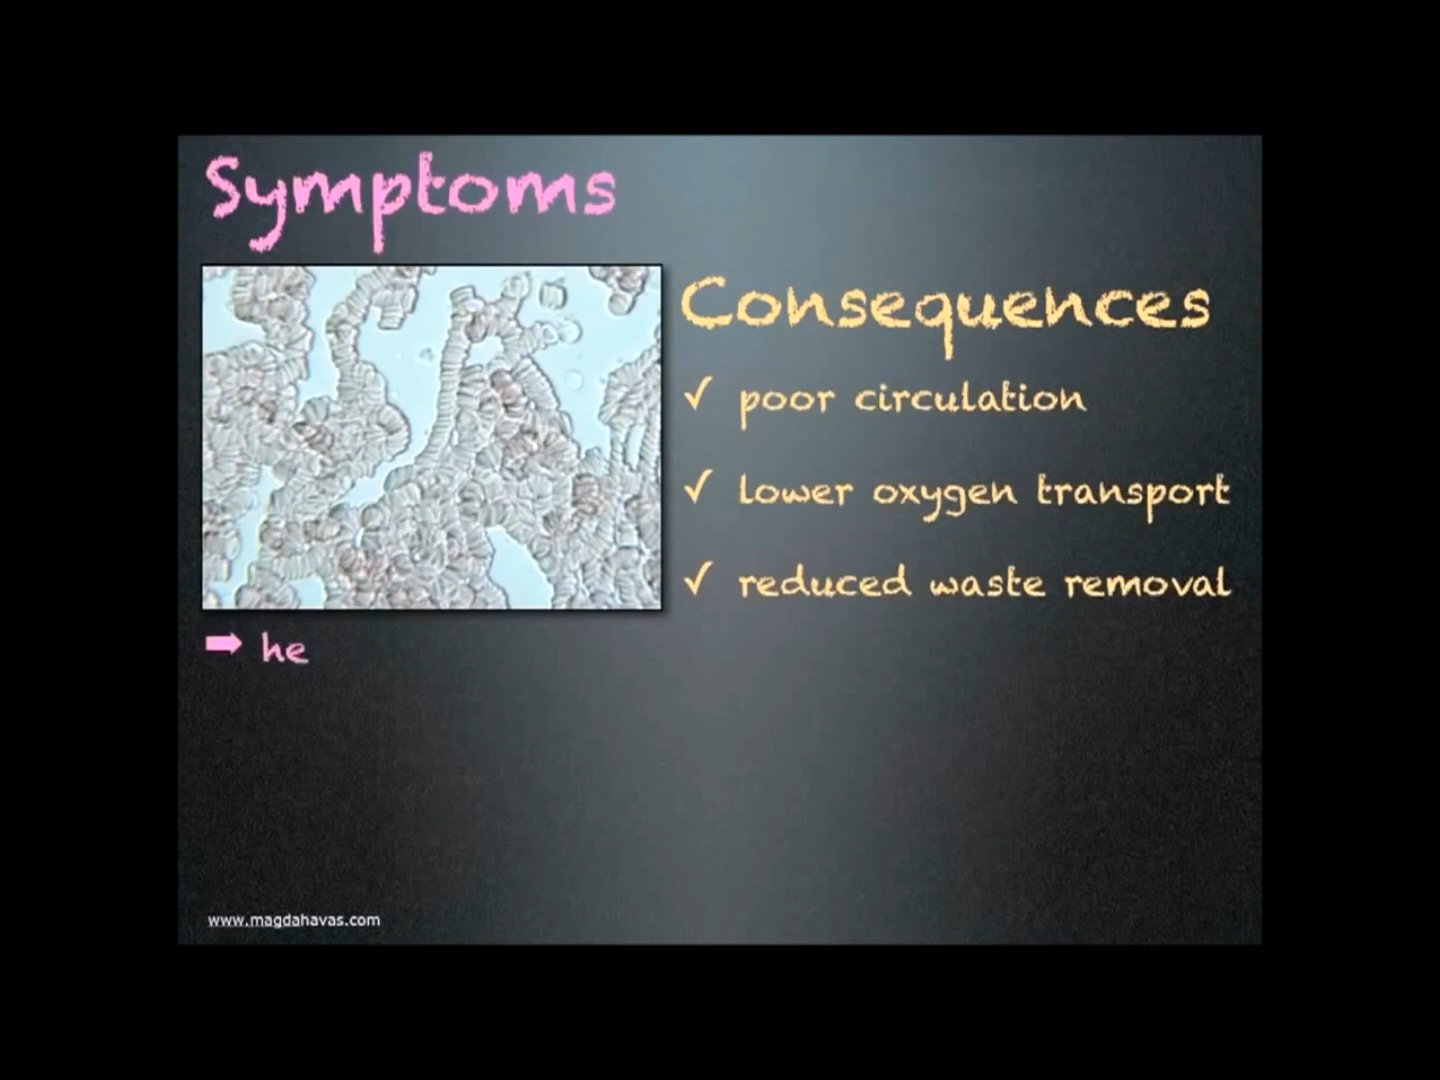 Symptoms
Consequences
✓ poor circulation
✓ lower oxygen transport
✓ reduced waste removal
➡ he
www.magdahavas.com